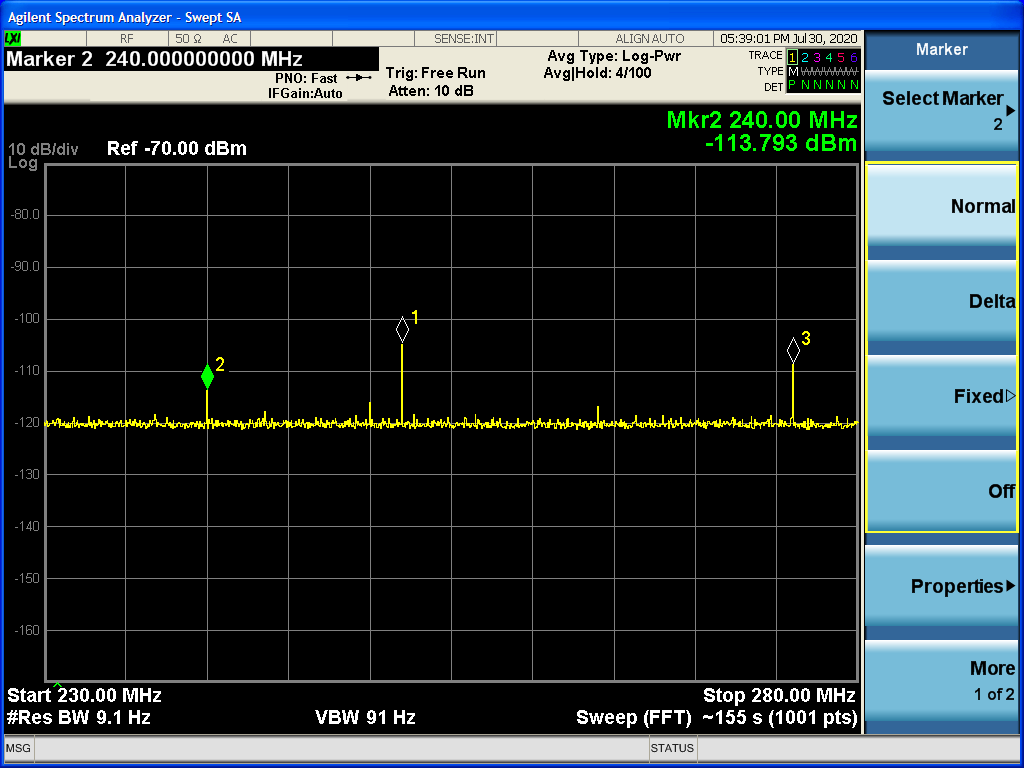 Agilent Spectrum Analyzer - Swept SA
LXI RF 50 Ω AC SENSE:INT ALIGN AUTO 05:39:01 PM Jul 30, 2020
Marker 2 240.000000000 MHz
PNO: Fast
IFGain:Auto
Trig: Free Run
Atten: 10 dB
Avg Type: Log-Pwr
Avg|Hold: 4/100
TRACE 1 2 3 4 5 6
TYPE M W W W W W
DET P N N N N N
Mkr2 240.00 MHz
-113.793 dBm
10 dB/div Ref -70.00 dBm
Log
-80.0
-90.0
-100
-110
-120
-130
-140
-150
-160
1
2
3
Start 230.00 MHz Stop 280.00 MHz
#Res BW 9.1 Hz VBW 91 Hz Sweep (FFT) ~155 s (1001 pts)
MSG STATUS
Marker
Select Marker
2
Normal
Delta
Fixed
Off
Properties
More
1 of 2